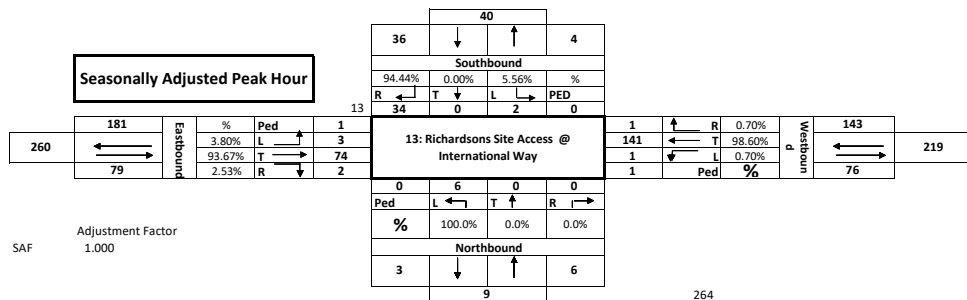 40
36 4
Southbound
Seasonally Adjusted Peak Hour
94.44% 0.00% 5.56% %
R T L PED
13 34 0 2 0
181 Eastbound % Ped 1 13: Richardsons Site Access @ International Way 1 R 0.70% Westbound 143
260 3.80% L 3 141 T 98.60% 219
93.67% T 74 1 L 0.70%
79 2.53% R 2 1 Ped % 76
0 6 0 0
Ped L T R
% 100.0% 0.0% 0.0%
Adjustment Factor
SAF 1.000
Northbound
3 6
9 264